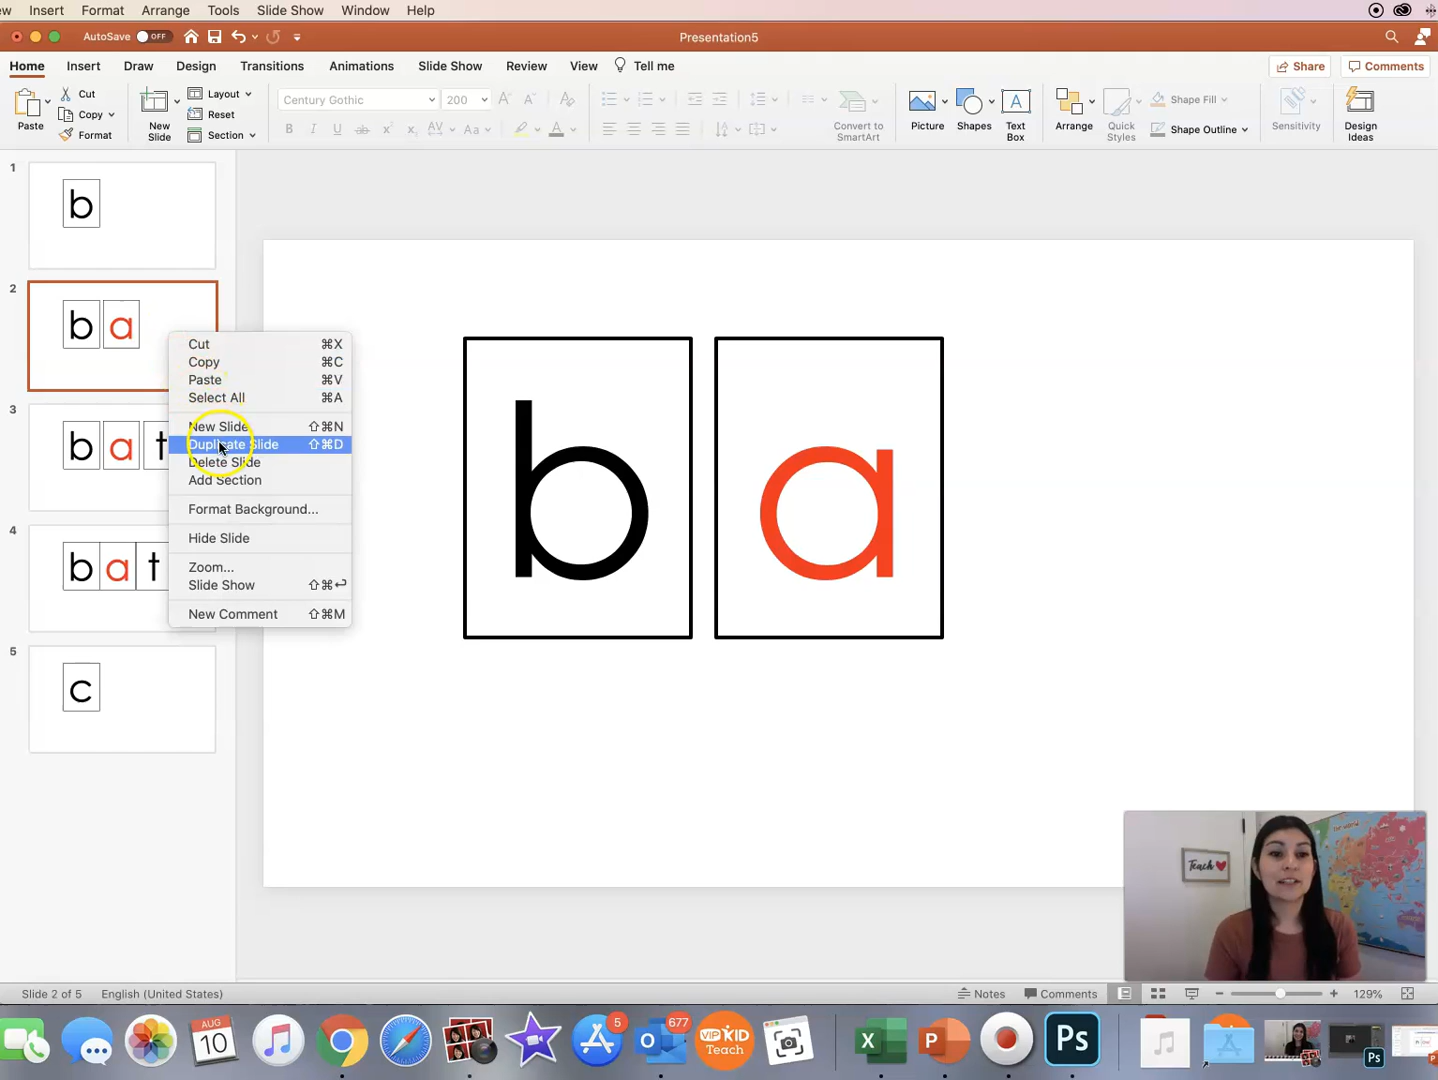 Insert Format Arrange Tools Slide Show Window Help
AutoSave OFF Presentation5
Home Insert Draw Design Transitions Animations Slide Show Review View Tell me Share Comments
Paste Cut Copy Format New Slide Layout Reset Section Century Gothic 200 Convert to SmartArt Picture Shapes Text Box Arrange Quick Styles Shape Fill Shape Outline Sensitivity Design Ideas
1
b
2
b a
3
b a t
4
b a t
5
c
Cut ⌘X
Copy ⌘C
Paste ⌘V
Select All ⌘A
New Slide ⇧⌘N
Duplicate Slide ⇧⌘D
Delete Slide
Add Section
Format Background...
Hide Slide
Zoom...
Slide Show ⇧⌘↩
New Comment ⇧⌘M
b a
Teach
Slide 2 of 5 English (United States) Notes Comments 129%
AUG
10
5
677
VIPKID
Teach
X
P
Ps
Ps